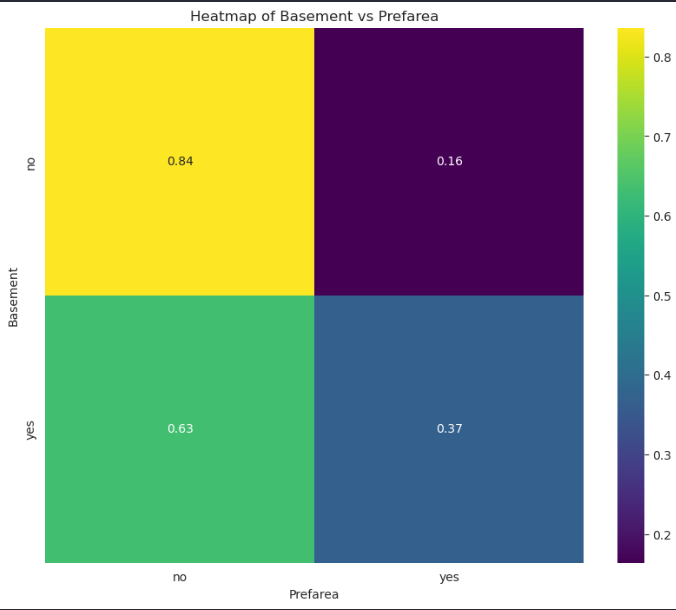 Heatmap of Basement vs Prefarea
no
yes
Basement
0.84
0.16
0.63
0.37
no
yes
Prefarea
0.8
0.7
0.6
0.5
0.4
0.3
0.2